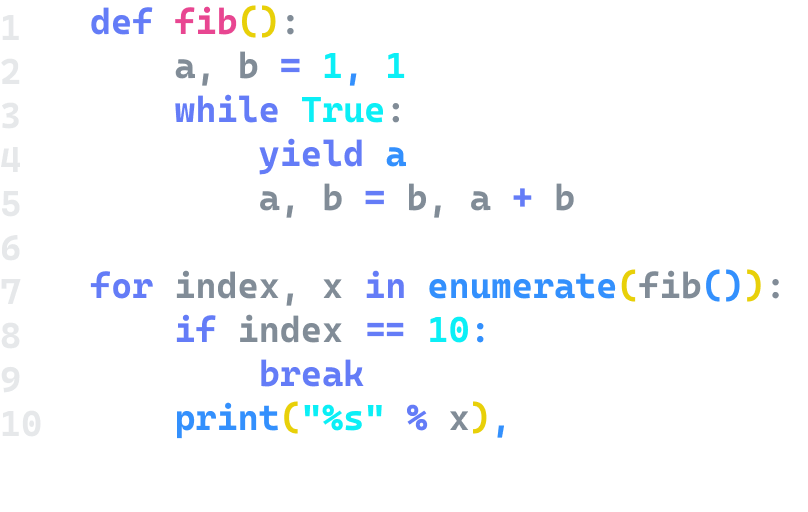 1 def fib():
2     a, b = 1, 1
3     while True:
4         yield a
5         a, b = b, a + b
6
7 for index, x in enumerate(fib()):
8     if index == 10:
9         break
10     print("%s" % x),